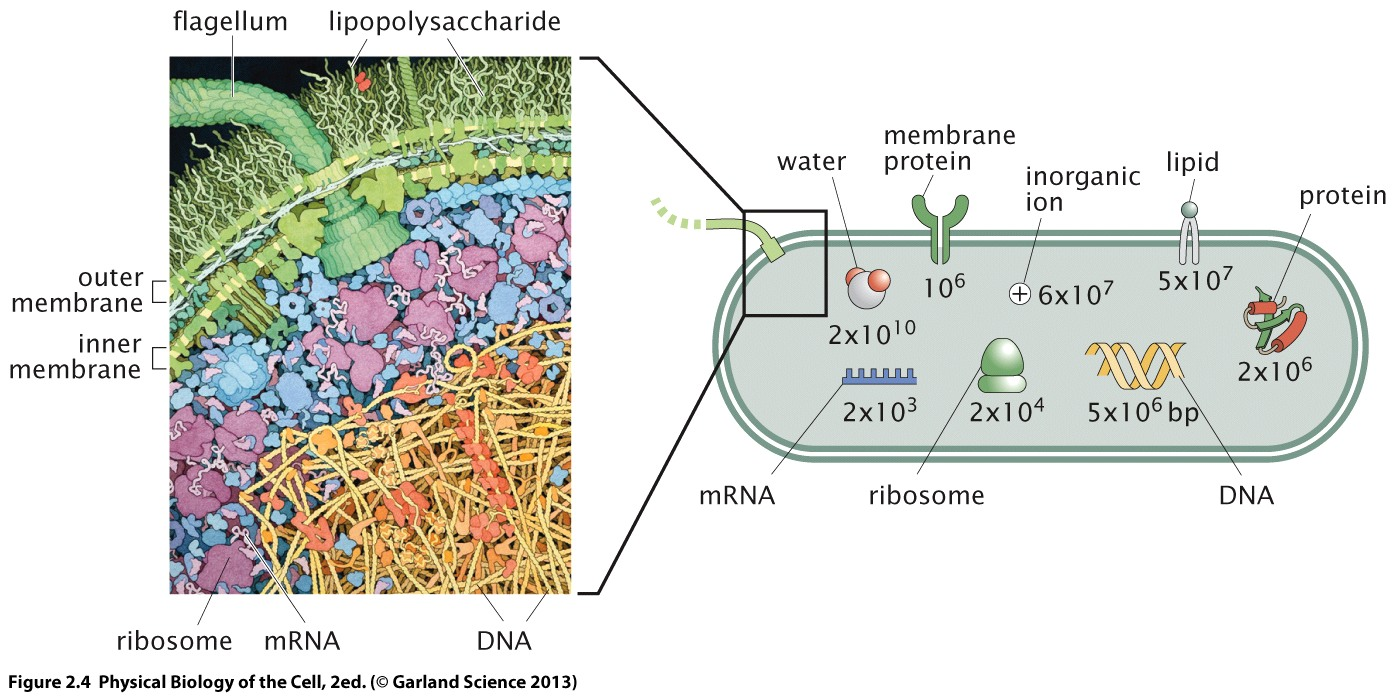 flagellum
lipopolysaccharide
outer
membrane
inner
membrane
ribosome
mRNA
DNA
water
membrane
protein
inorganic
ion
lipid
protein
10⁶
6x10⁷
5x10⁷
2x10¹⁰
2x10⁶
2x10³
2x10⁴
5x10⁶ bp
mRNA
ribosome
DNA
Figure 2.4 Physical Biology of the Cell, 2ed. (© Garland Science 2013)